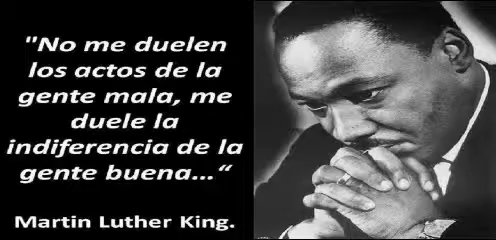 "No me duelen
los actos de la
gente mala, me
duele la
indiferencia de la
gente buena...“
Martin Luther King.